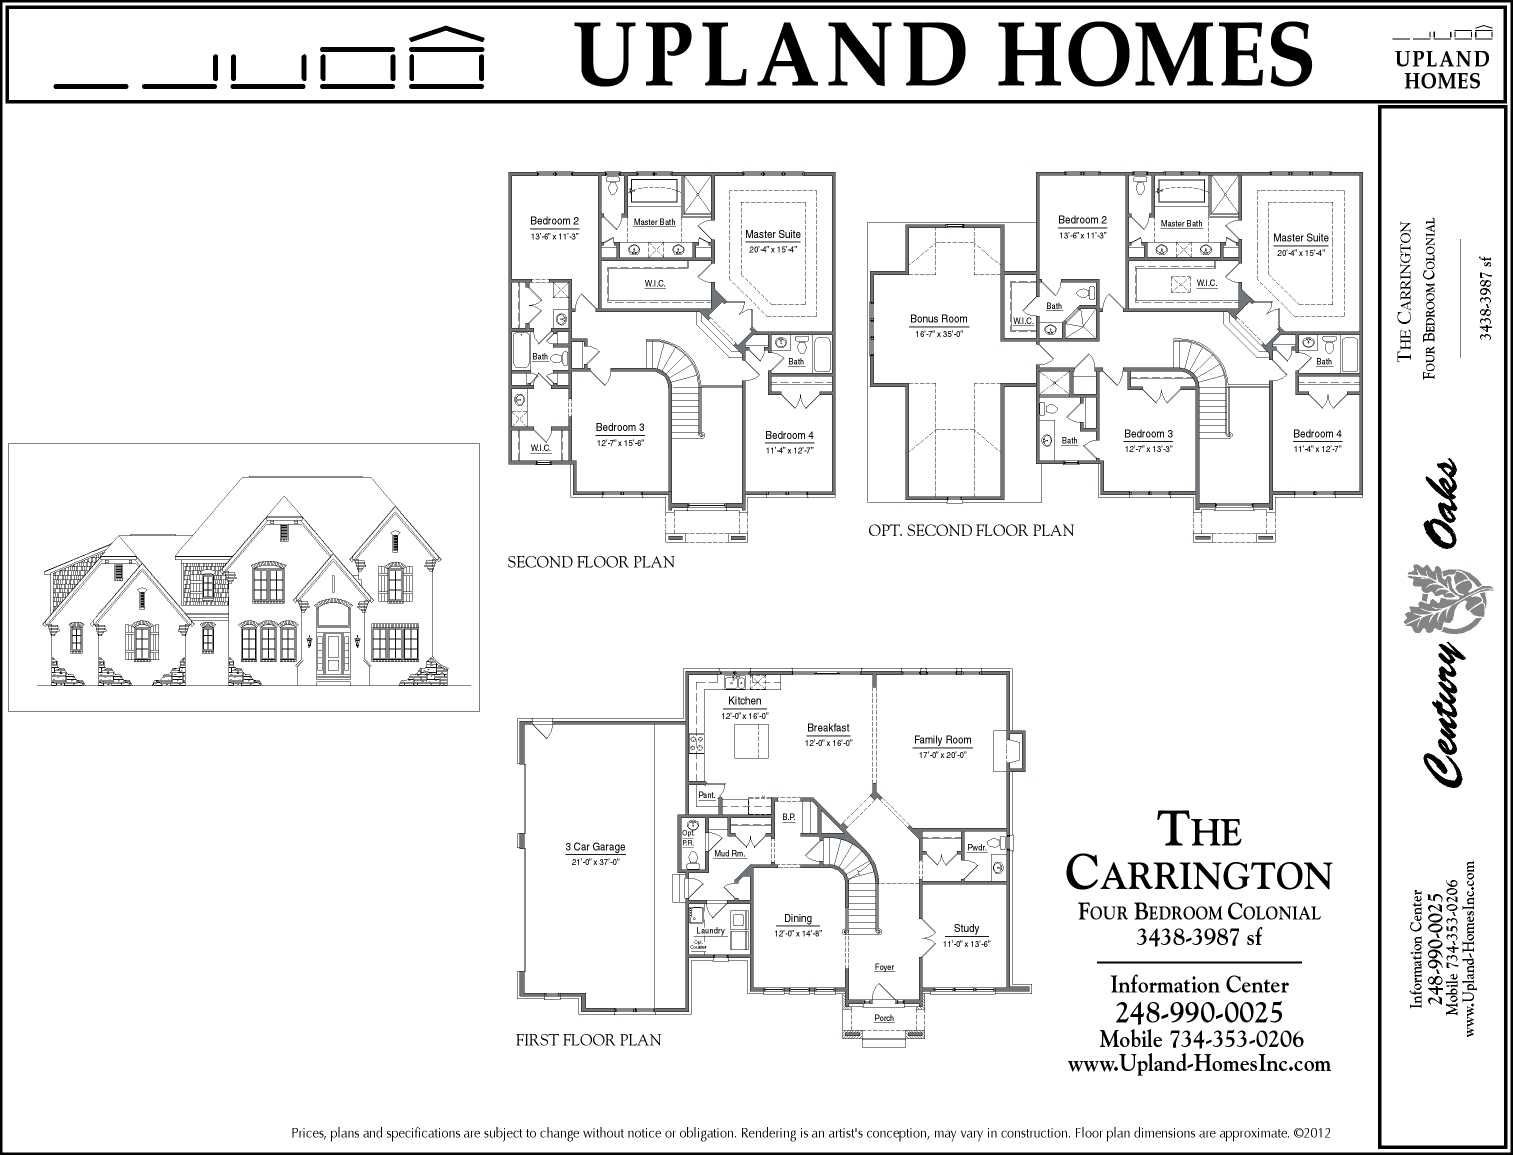 UPLAND HOMES
UPLAND
HOMES
Bedroom 2
13'-6" x 11'-3"
Master Bath
Master Suite
20'-4" x 15'-4"
W.I.C.
Bath
Bath
Bedroom 3
12'-7" x 15'-6"
Bedroom 4
11'-4" x 12'-7"
W.I.C.
SECOND FLOOR PLAN
Bedroom 2
13'-6" x 11'-3"
Master Bath
Master Suite
20'-4" x 15'-4"
W.I.C.
Bonus Room
16'-7" x 35'-0"
W.I.C.
Bath
Bath
Bath
Bedroom 3
12'-7" x 13'-3"
Bedroom 4
11'-4" x 12'-7"
OPT. SECOND FLOOR PLAN
Kitchen
12'-0" x 16'-0"
Breakfast
12'-0" x 16'-0"
Family Room
17'-0" x 20'-0"
Pant.
B.P.
3 Car Garage
21'-0" x 37'-0"
Opt.
P.R.
Mud Rm.
Pwdr.
Laundry
Opt.
Counter
Dining
12'-0" x 14'-8"
Study
11'-0" x 13'-6"
Foyer
Porch
FIRST FLOOR PLAN
THE
CARRINGTON
FOUR BEDROOM COLONIAL
3438-3987 sf
Information Center
248-990-0025
Mobile 734-353-0206
www.Upland-HomesInc.com
THE CARRINGTON
FOUR BEDROOM COLONIAL
3438-3987 sf
Century Oaks
Information Center
248-990-0025
Mobile 734-353-0206
www.Upland-HomesInc.com
Prices, plans and specifications are subject to change without notice or obligation. Rendering is an artist's conception, may vary in construction. Floor plan dimensions are approximate. ©2012